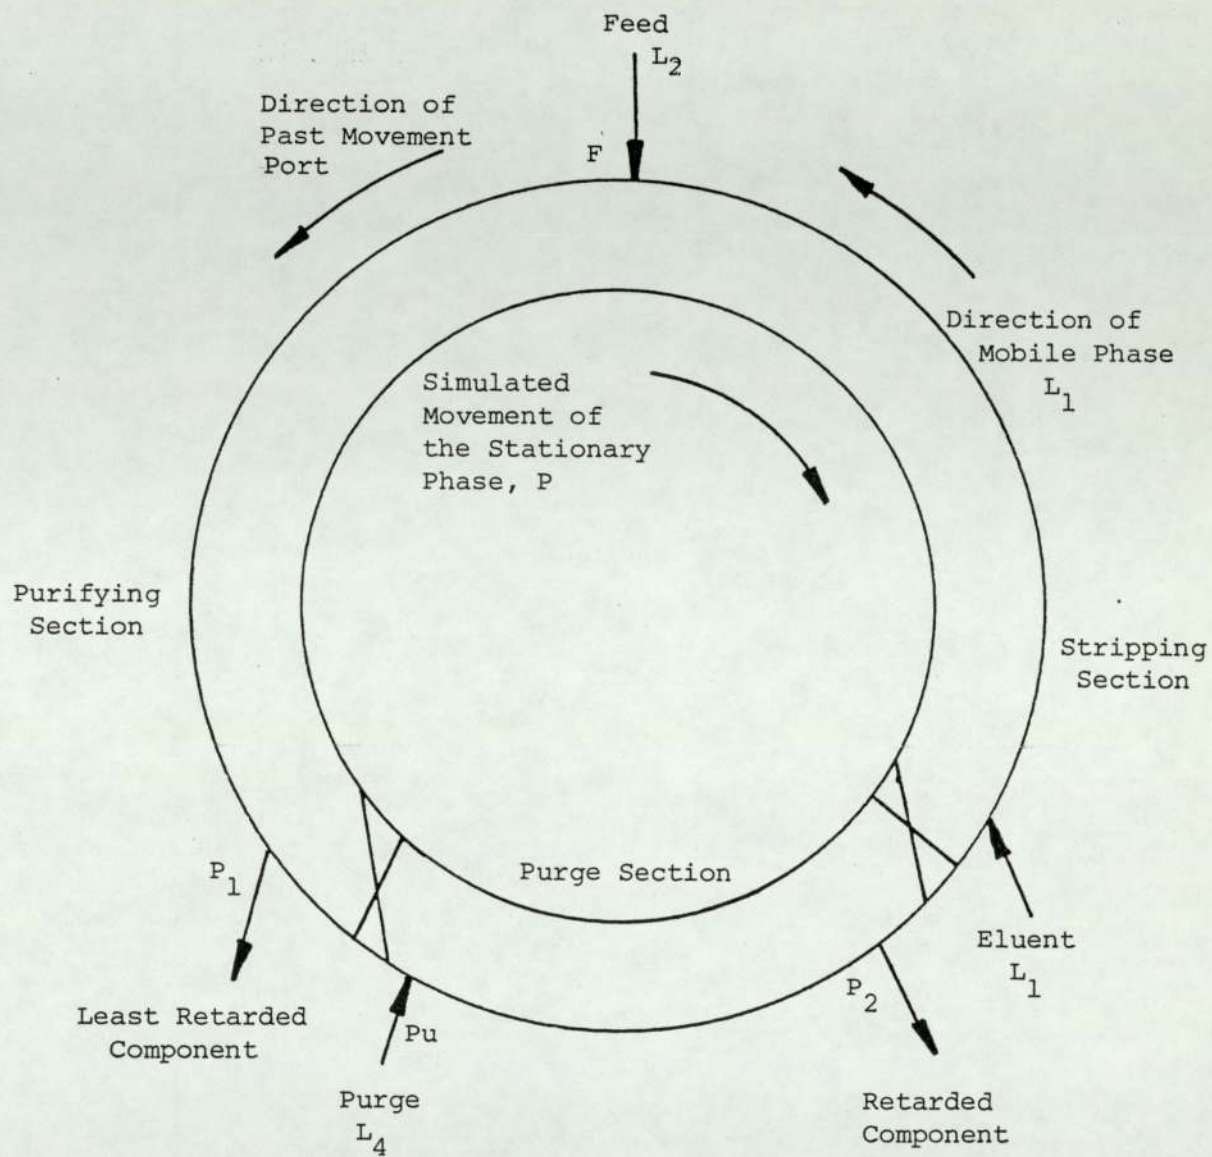 Feed
L2
Direction of
Past Movement
Port
F
Direction of
Mobile Phase
L1
Simulated
Movement of
the Stationary
Phase, P
Purifying
Section
Stripping
Section
Purge Section
P1
Least Retarded
Component
Pu
Purge
L4
P2
Eluent
L1
Retarded
Component